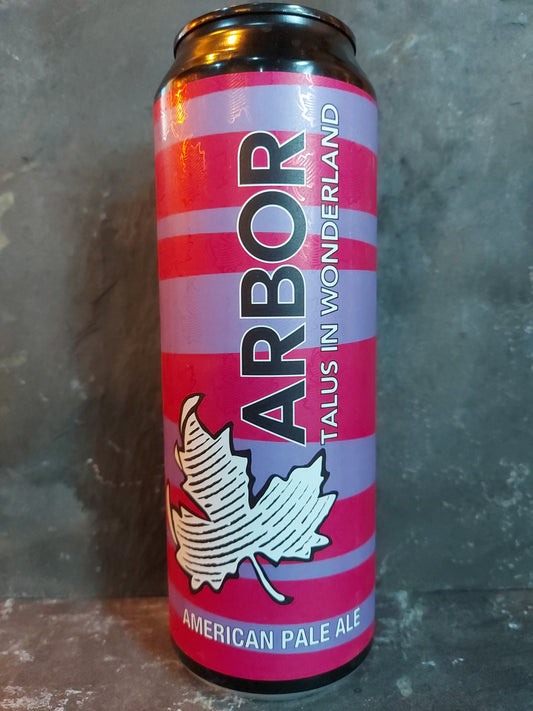 ARBOR
TALUS IN WONDERLAND
AMERICAN PALE ALE